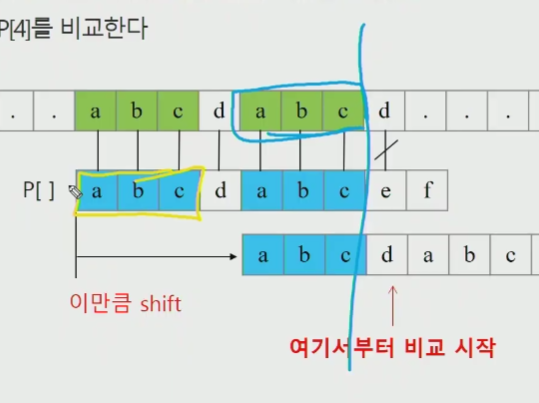 P[4]를 비교한다
. . a b c d a b c d . . .
P[ ] a b c d a b c e f
a b c d a b c
이만큼 shift
여기서부터 비교 시작